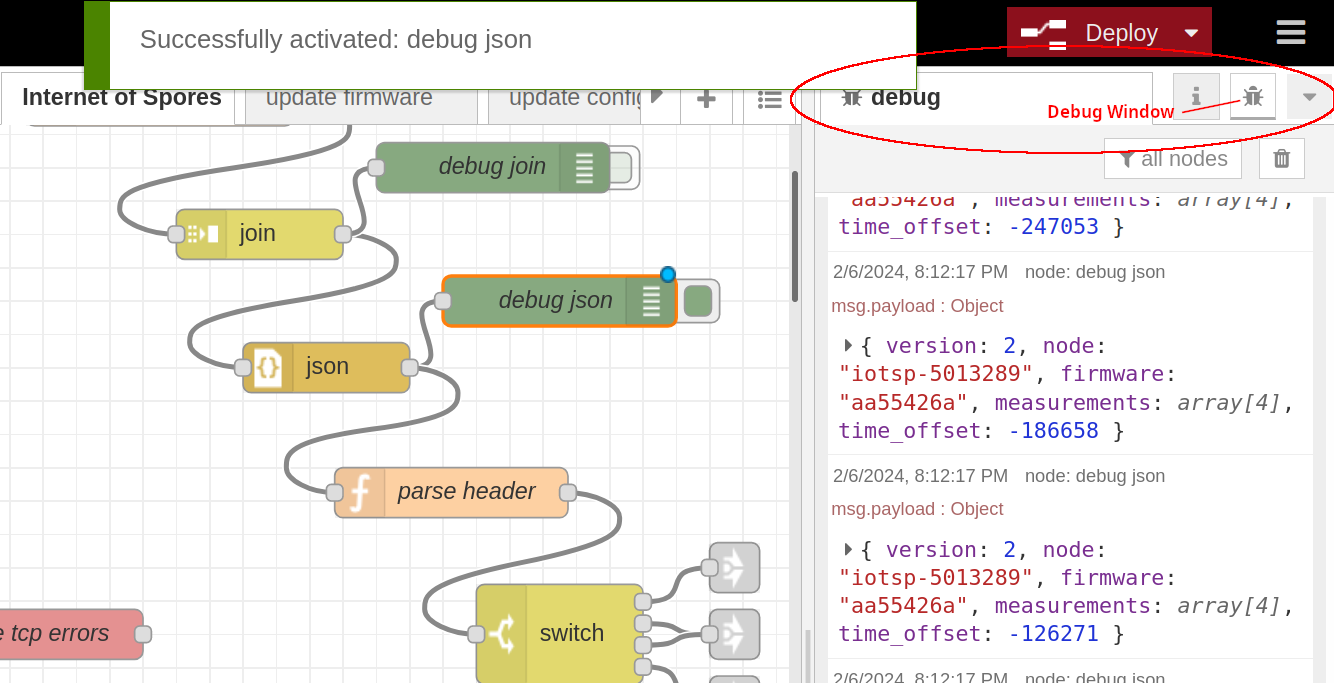 Successfully activated: debug json
Deploy
Internet of Spores
update firmware
update config
debug
i
Debug Window
all nodes
debug join
join
debug json
json
parse header
switch
e tcp errors
"aa55426a", measurements: array[4],
time_offset: -247053 }
2/6/2024, 8:12:17 PM node: debug json
msg.payload : Object
{ version: 2, node:
"iotsp-5013289", firmware:
"aa55426a", measurements: array[4],
time_offset: -186658 }
2/6/2024, 8:12:17 PM node: debug json
msg.payload : Object
{ version: 2, node:
"iotsp-5013289", firmware:
"aa55426a", measurements: array[4],
time_offset: -126271 }
2/6/2024, 8:12:17 PM node: debug json